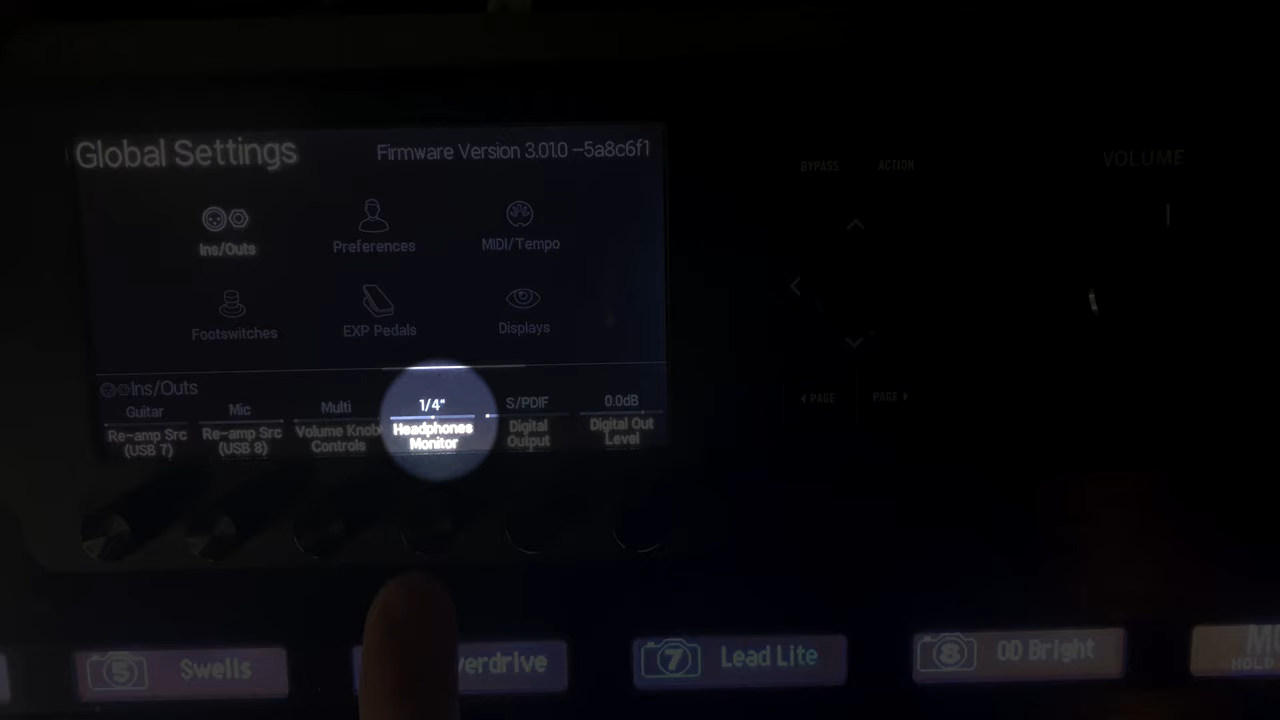 Global Settings
Firmware Version 3.01.0 -5a8c6f1
Ins/Outs
Preferences
MIDI/Tempo
Footswitches
EXP Pedals
Displays
Ins/Outs
Guitar
Re-amp Src
(USB 7)
Mic
Re-amp Src
(USB 8)
Multi
Volume Knob
Controls
1/4"
Headphones
Monitor
S/PDIF
Digital
Output
0.0dB
Digital Out
Level
BYPASS
ACTION
VOLUME
PAGE
PAGE
5 Swells
verdrive
7 Lead Lite
8 OD Bright
HOLD